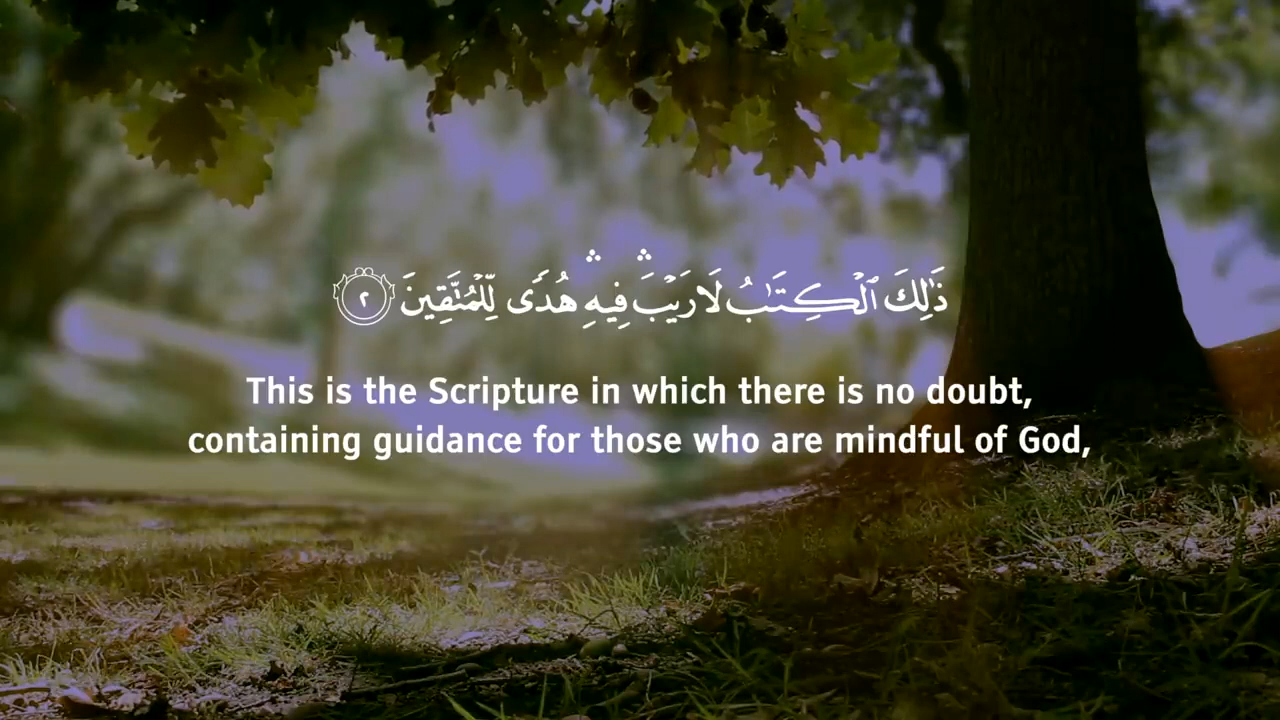 ذَٰلِكَ ٱلْكِتَـٰبُ لَا رَيْبَ ۛ فِيهِ ۛ هُدًى لِّلْمُتَّقِينَ ٢
This is the Scripture in which there is no doubt,
containing guidance for those who are mindful of God,